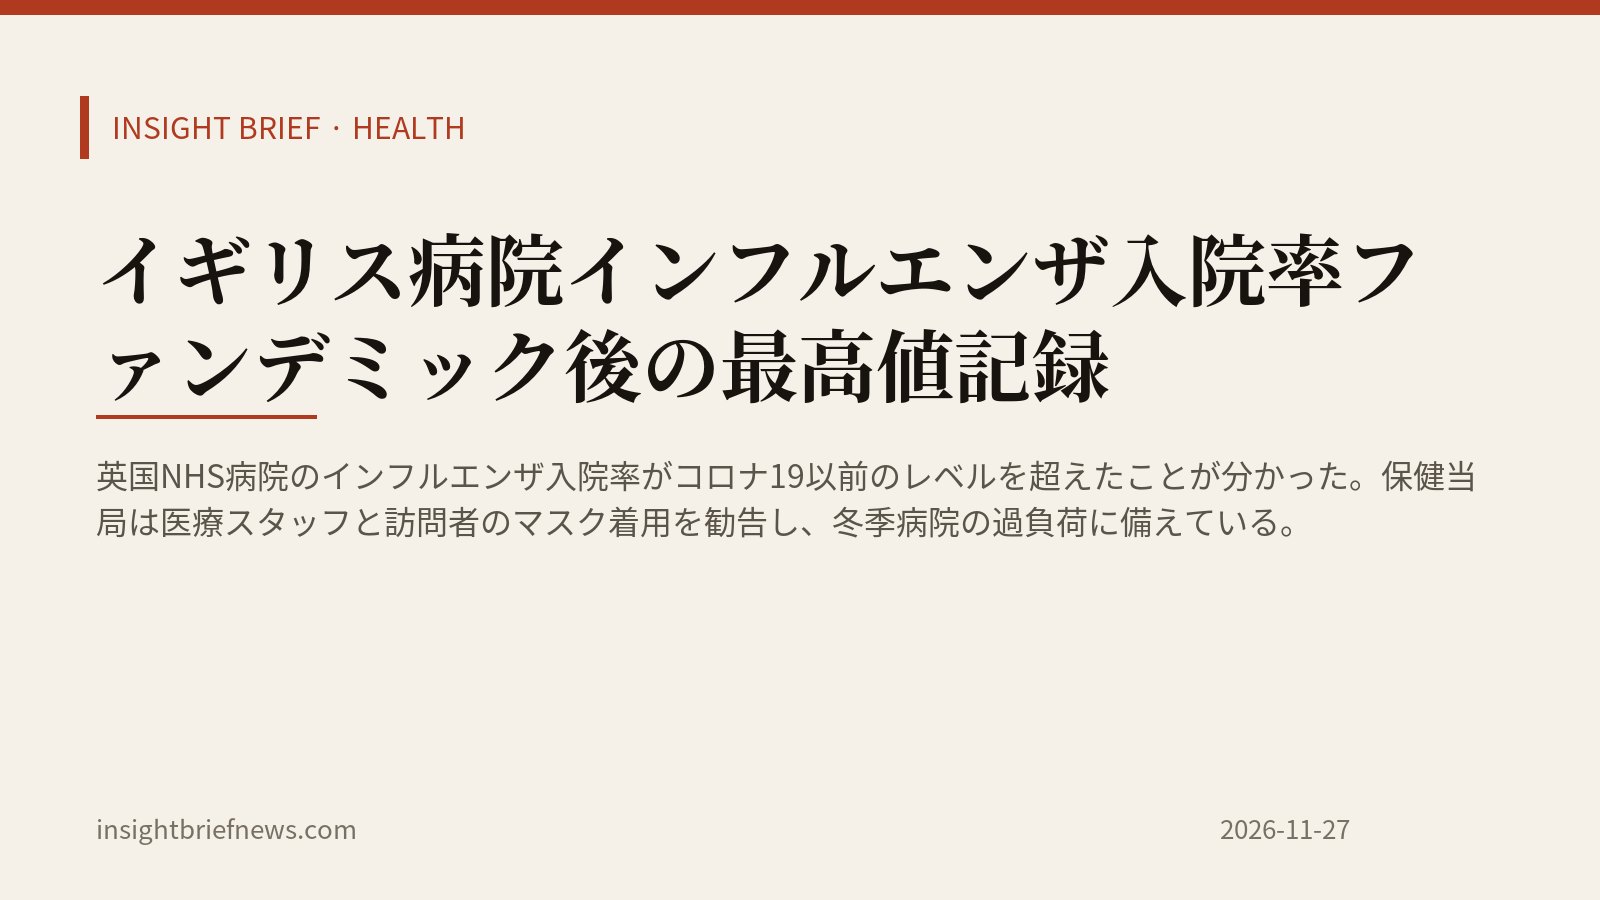 INSIGHT BRIEF · HEALTH
イギリス病院インフルエンザ入院率フ
ァンデミック後の最高値記録
英国NHS病院のインフルエンザ入院率がコロナ19以前のレベルを超えたことが分かった。保健当
局は医療スタッフと訪問者のマスク着用を勧告し、冬季病院の過負荷に備えている。
insightbriefnews.com
2026-11-27